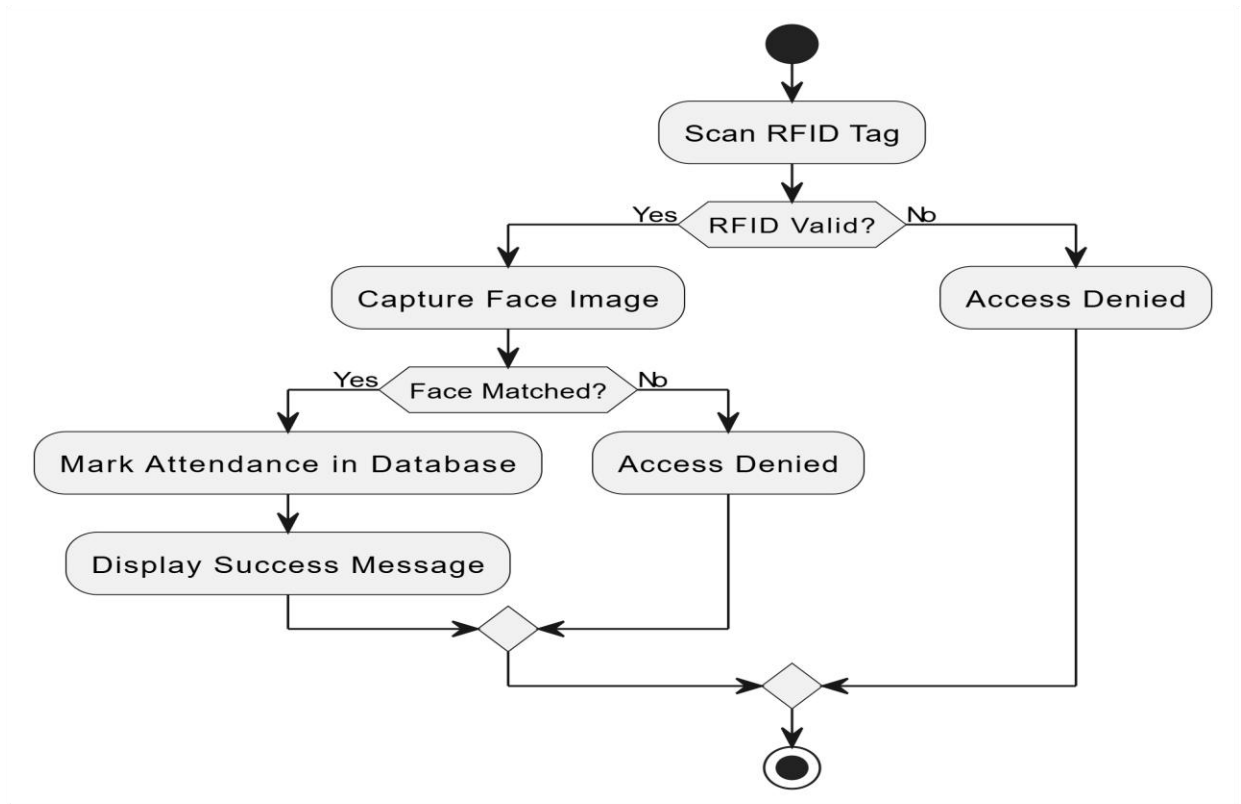 Scan RFID Tag
Yes
RFID Valid?
No
Capture Face Image
Access Denied
Yes
Face Matched?
No
Mark Attendance in Database
Access Denied
Display Success Message